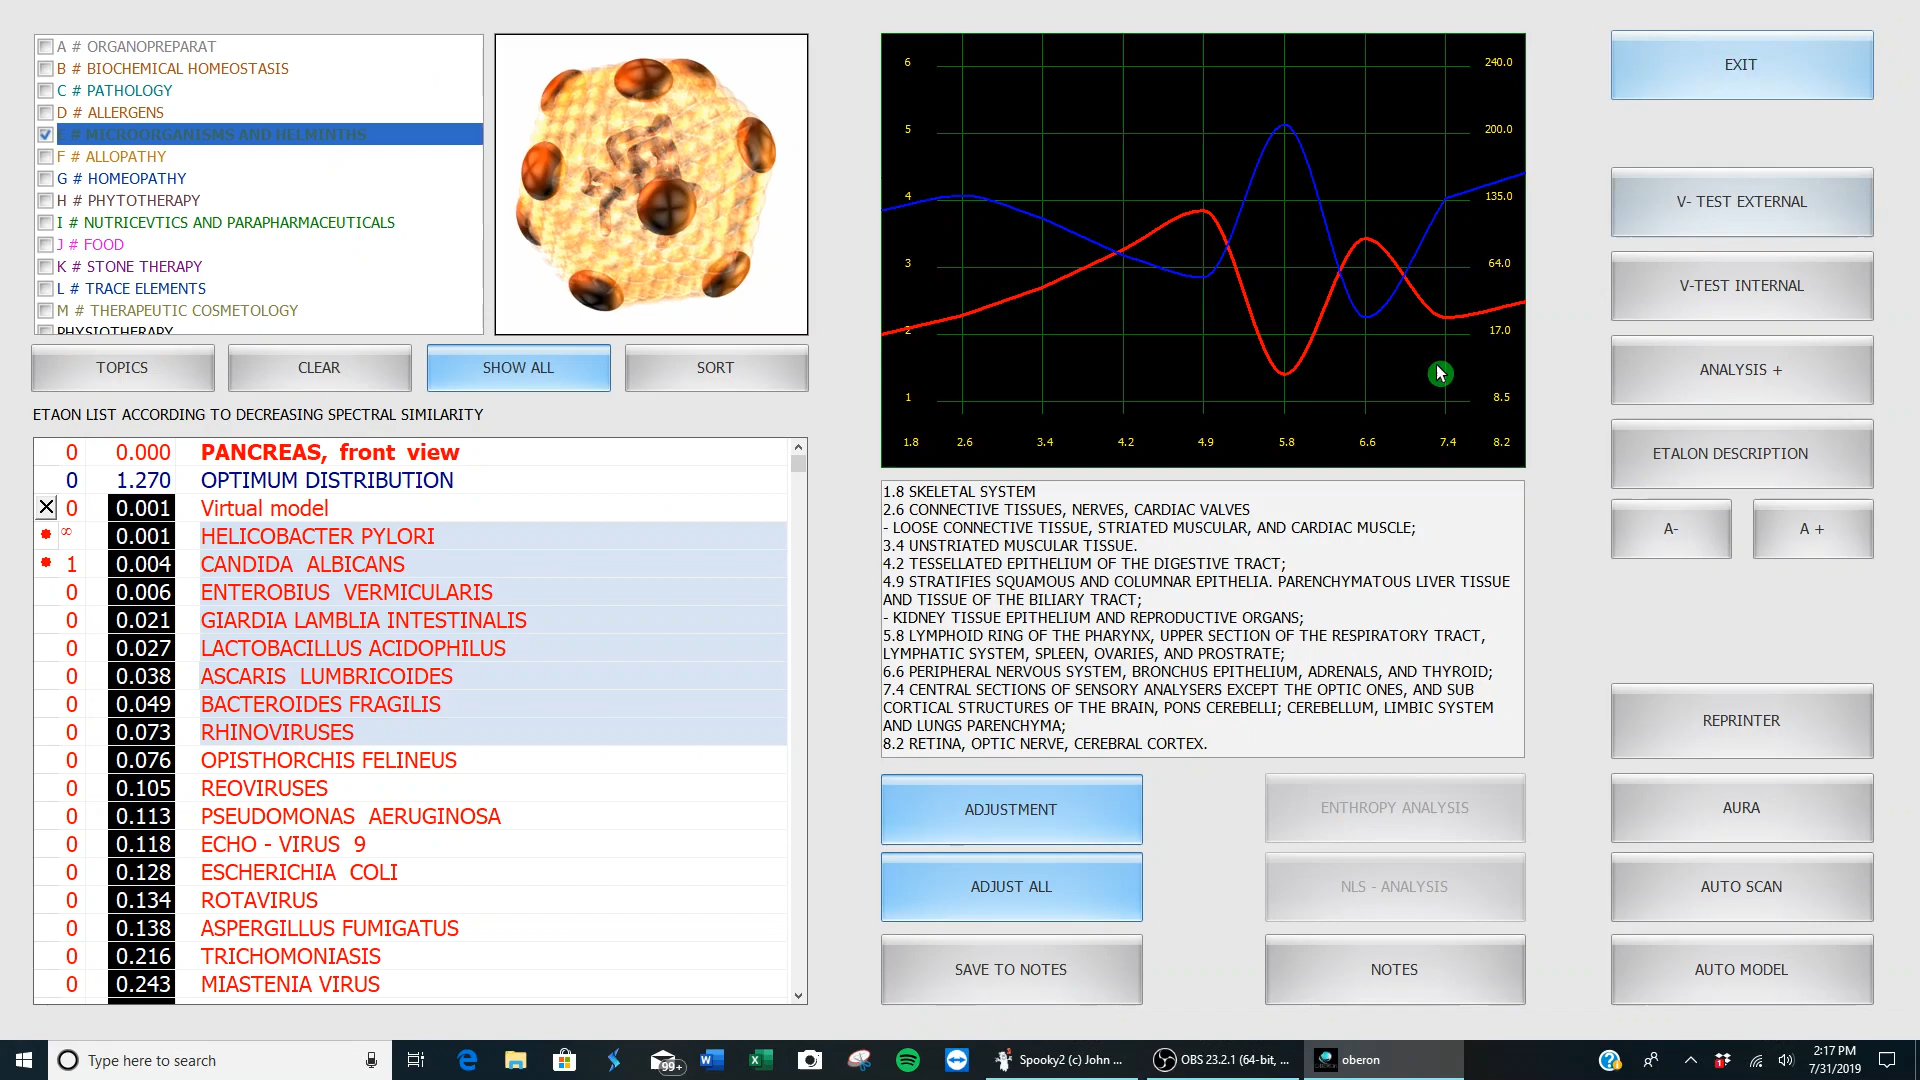 A # ORGANOPREPARAT
B # BIOCHEMICAL HOMEOSTASIS
C # PATHOLOGY
D # ALLERGENS
E # MICROORGANISMS AND HELMINTHS
F # ALLOPATHY
G # HOMEOPATHY
H # PHYTOTHERAPY
I # NUTRICEVTICS AND PARAPHARMACEUTICALS
J # FOOD
K # STONE THERAPY
L # TRACE ELEMENTS
M # THERAPEUTIC COSMETOLOGY
PHYSIOTHERAPY
TOPICS
CLEAR
SHOW ALL
SORT
ETAON LIST ACCORDING TO DECREASING SPECTRAL SIMILARITY
0 0.000 PANCREAS, front view
0 1.270 OPTIMUM DISTRIBUTION
X 0 0.001 Virtual model
∞ 0.001 HELICOBACTER PYLORI
1 0.004 CANDIDA ALBICANS
0 0.006 ENTEROBIUS VERMICULARIS
0 0.021 GIARDIA LAMBLIA INTESTINALIS
0 0.027 LACTOBACILLUS ACIDOPHILUS
0 0.038 ASCARIS LUMBRICOIDES
0 0.049 BACTEROIDES FRAGILIS
0 0.073 RHINOVIRUSES
0 0.076 OPISTHORCHIS FELINEUS
0 0.105 REOVIRUSES
0 0.113 PSEUDOMONAS AERUGINOSA
0 0.118 ECHO - VIRUS 9
0 0.128 ESCHERICHIA COLI
0 0.134 ROTAVIRUS
0 0.138 ASPERGILLUS FUMIGATUS
0 0.216 TRICHOMONIASIS
0 0.243 MIASTENIA VIRUS
6 240.0
5 200.0
4 135.0
3 64.0
2 17.0
1 8.5
1.8 2.6 3.4 4.2 4.9 5.8 6.6 7.4 8.2
1.8 SKELETAL SYSTEM
2.6 CONNECTIVE TISSUES, NERVES, CARDIAC VALVES
- LOOSE CONNECTIVE TISSUE, STRIATED MUSCULAR, AND CARDIAC MUSCLE;
3.4 UNSTRIATED MUSCULAR TISSUE.
4.2 TESSELLATED EPITHELIUM OF THE DIGESTIVE TRACT;
4.9 STRATIFIES SQUAMOUS AND COLUMNAR EPITHELIA. PARENCHYMATOUS LIVER TISSUE
AND TISSUE OF THE BILIARY TRACT;
- KIDNEY TISSUE EPITHELIUM AND REPRODUCTIVE ORGANS;
5.8 LYMPHOID RING OF THE PHARYNX, UPPER SECTION OF THE RESPIRATORY TRACT,
LYMPHATIC SYSTEM, SPLEEN, OVARIES, AND PROSTRATE;
6.6 PERIPHERAL NERVOUS SYSTEM, BRONCHUS EPITHELIUM, ADRENALS, AND THYROID;
7.4 CENTRAL SECTIONS OF SENSORY ANALYSERS EXCEPT THE OPTIC ONES, AND SUB
CORTICAL STRUCTURES OF THE BRAIN, PONS CEREBELLI; CEREBELLUM, LIMBIC SYSTEM
AND LUNGS PARENCHYMA;
8.2 RETINA, OPTIC NERVE, CEREBRAL CORTEX.
ADJUSTMENT
ENTHROPY ANALYSIS
ADJUST ALL
NLS - ANALYSIS
SAVE TO NOTES
NOTES
EXIT
V- TEST EXTERNAL
V-TEST INTERNAL
ANALYSIS +
ETALON DESCRIPTION
A-
A +
REPRINTER
AURA
AUTO SCAN
AUTO MODEL
Type here to search
99+
Spooky2 (c) John ...
OBS 23.2.1 (64-bit, ...
oberon
2:17 PM
7/31/2019